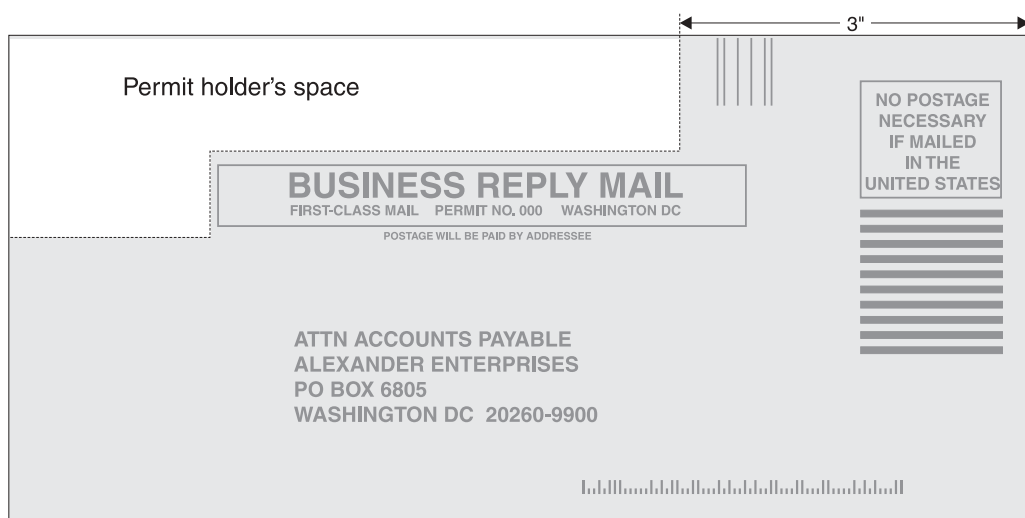 3"
Permit holder’s space
NO POSTAGE
NECESSARY
IF MAILED
IN THE
UNITED STATES
BUSINESS REPLY MAIL
FIRST-CLASS MAIL PERMIT NO. 000 WASHINGTON DC
POSTAGE WILL BE PAID BY ADDRESSEE
ATTN ACCOUNTS PAYABLE
ALEXANDER ENTERPRISES
PO BOX 6805
WASHINGTON DC 20260-9900